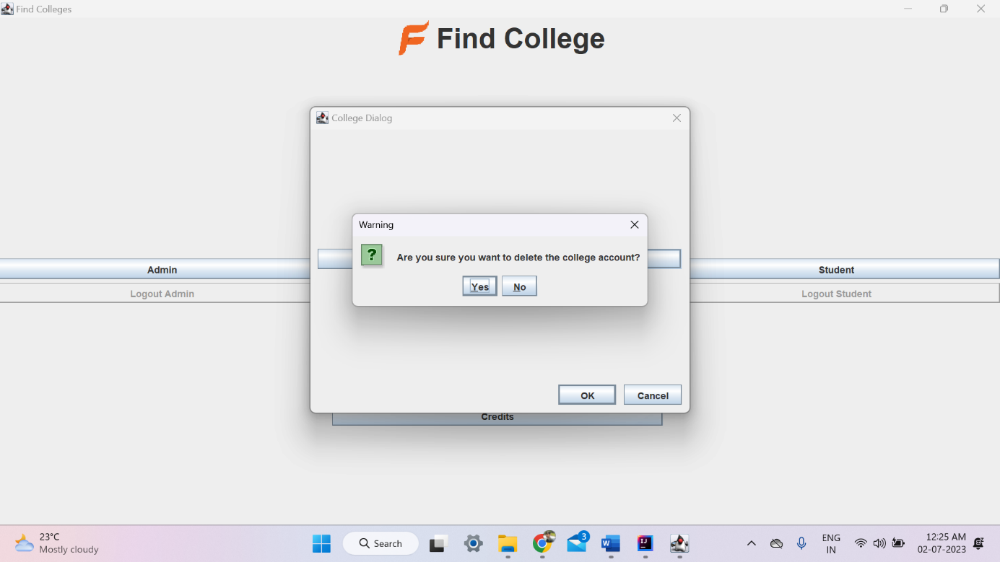 Find Colleges
Find College
College Dialog
Warning
?
Are you sure you want to delete the college account?
Yes No
Admin Student
Logout Admin Logout Student
OK Cancel
Credits
23°C
Mostly cloudy
Search
3
W
IJ
ENG
IN
12:25 AM
02-07-2023